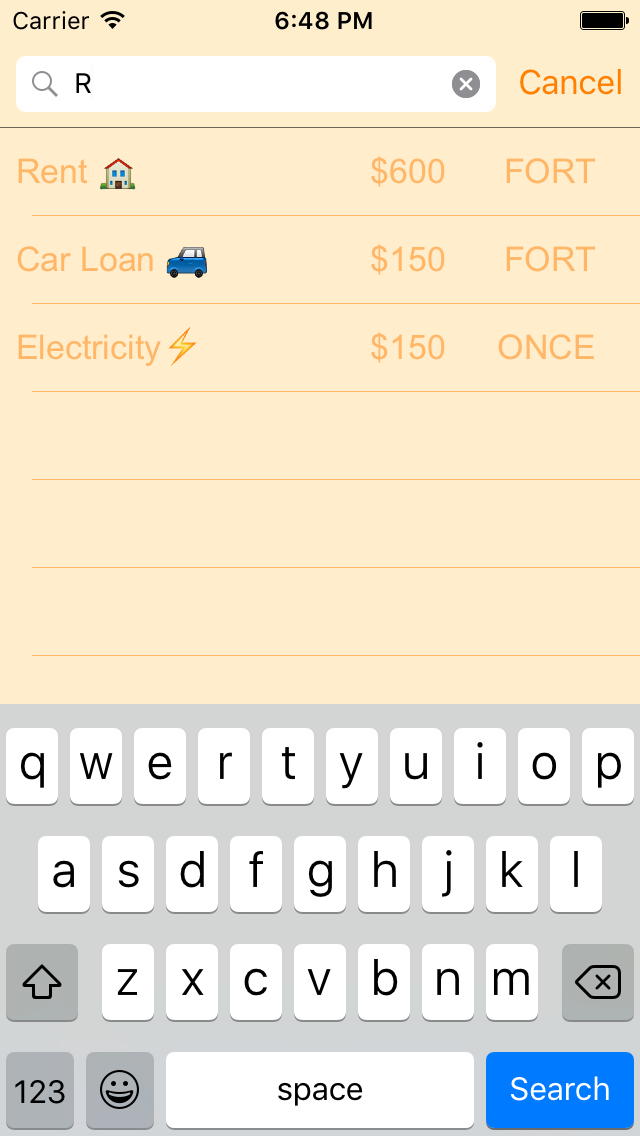 Carrier 6:48 PM
R Cancel
Rent 🏠 $600 FORT
Car Loan 🚙 $150 FORT
Electricity⚡ $150 ONCE
q w e r t y u i o p
a s d f g h j k l
z x c v b n m
123 space Search